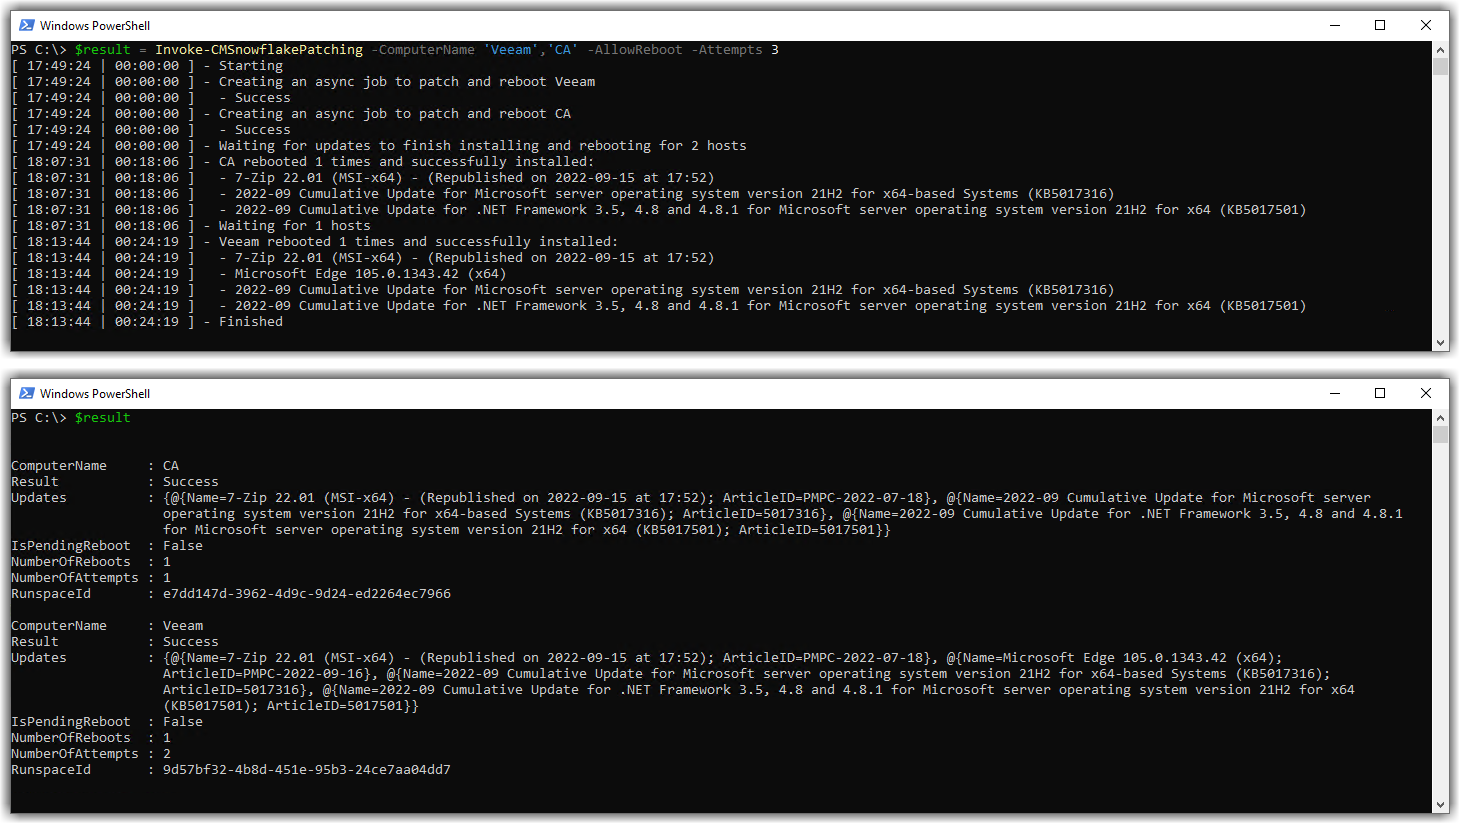 Windows PowerShell
PS C:\> $result = Invoke-CMSnowflakePatching -ComputerName 'Veeam','CA' -AllowReboot -Attempts 3
[ 17:49:24 | 00:00:00 ] - Starting
[ 17:49:24 | 00:00:00 ] - Creating an async job to patch and reboot Veeam
[ 17:49:24 | 00:00:00 ]   - Success
[ 17:49:24 | 00:00:00 ] - Creating an async job to patch and reboot CA
[ 17:49:24 | 00:00:00 ]   - Success
[ 17:49:24 | 00:00:00 ] - Waiting for updates to finish installing and rebooting for 2 hosts
[ 18:07:31 | 00:18:06 ] - CA rebooted 1 times and successfully installed:
[ 18:07:31 | 00:18:06 ]   - 7-Zip 22.01 (MSI-x64) - (Republished on 2022-09-15 at 17:52)
[ 18:07:31 | 00:18:06 ]   - 2022-09 Cumulative Update for Microsoft server operating system version 21H2 for x64-based Systems (KB5017316)
[ 18:07:31 | 00:18:06 ]   - 2022-09 Cumulative Update for .NET Framework 3.5, 4.8 and 4.8.1 for Microsoft server operating system version 21H2 for x64 (KB5017501)
[ 18:07:31 | 00:18:06 ] - Waiting for 1 hosts
[ 18:13:44 | 00:24:19 ] - Veeam rebooted 1 times and successfully installed:
[ 18:13:44 | 00:24:19 ]   - 7-Zip 22.01 (MSI-x64) - (Republished on 2022-09-15 at 17:52)
[ 18:13:44 | 00:24:19 ]   - Microsoft Edge 105.0.1343.42 (x64)
[ 18:13:44 | 00:24:19 ]   - 2022-09 Cumulative Update for Microsoft server operating system version 21H2 for x64-based Systems (KB5017316)
[ 18:13:44 | 00:24:19 ]   - 2022-09 Cumulative Update for .NET Framework 3.5, 4.8 and 4.8.1 for Microsoft server operating system version 21H2 for x64 (KB5017501)
[ 18:13:44 | 00:24:19 ] - Finished
Windows PowerShell
PS C:\> $result
ComputerName     : CA
Result           : Success
Updates          : {@{Name=7-Zip 22.01 (MSI-x64) - (Republished on 2022-09-15 at 17:52); ArticleID=PMPC-2022-07-18}, @{Name=2022-09 Cumulative Update for Microsoft server
operating system version 21H2 for x64-based Systems (KB5017316); ArticleID=5017316}, @{Name=2022-09 Cumulative Update for .NET Framework 3.5, 4.8 and 4.8.1
for Microsoft server operating system version 21H2 for x64 (KB5017501); ArticleID=5017501}}
IsPendingReboot  : False
NumberOfReboots  : 1
NumberOfAttempts : 1
RunspaceId       : e7dd147d-3962-4d9c-9d24-ed2264ec7966
ComputerName     : Veeam
Result           : Success
Updates          : {@{Name=7-Zip 22.01 (MSI-x64) - (Republished on 2022-09-15 at 17:52); ArticleID=PMPC-2022-07-18}, @{Name=Microsoft Edge 105.0.1343.42 (x64);
ArticleID=PMPC-2022-09-16}, @{Name=2022-09 Cumulative Update for Microsoft server operating system version 21H2 for x64-based Systems (KB5017316);
ArticleID=5017316}, @{Name=2022-09 Cumulative Update for .NET Framework 3.5, 4.8 and 4.8.1 for Microsoft server operating system version 21H2 for x64
(KB5017501); ArticleID=5017501}}
IsPendingReboot  : False
NumberOfReboots  : 1
NumberOfAttempts : 2
RunspaceId       : 9d57bf32-4b8d-451e-95b3-24ce7aa04dd7